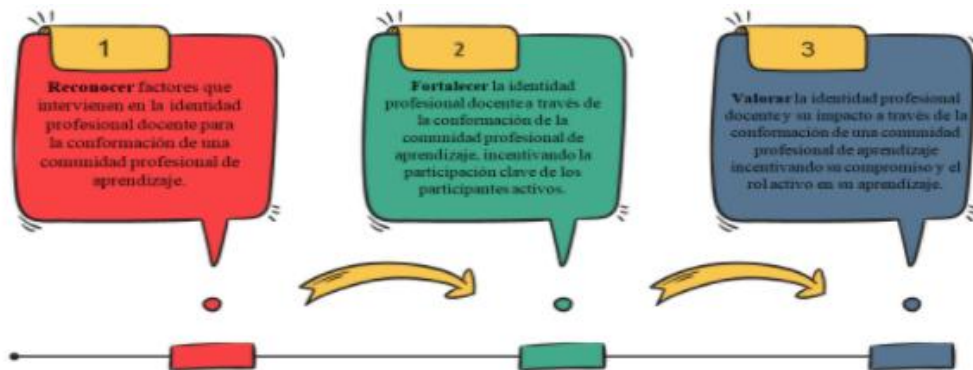 1
Reconocer factores que
intervienen en la identidad
profesional docente para
la conformación de una
comunidad profesional de
aprendizaje.
2
Fortalecer la identidad
profesional docente a través de
la conformación de la
comunidad profesional de
aprendizaje, incentivando la
participación clave de los
participantes activos.
3
Valorar la identidad profesional
docente y su impacto a través de la
conformación de una comunidad
profesional de aprendizaje
incentivando su compromiso y el
rol activo en su aprendizaje.